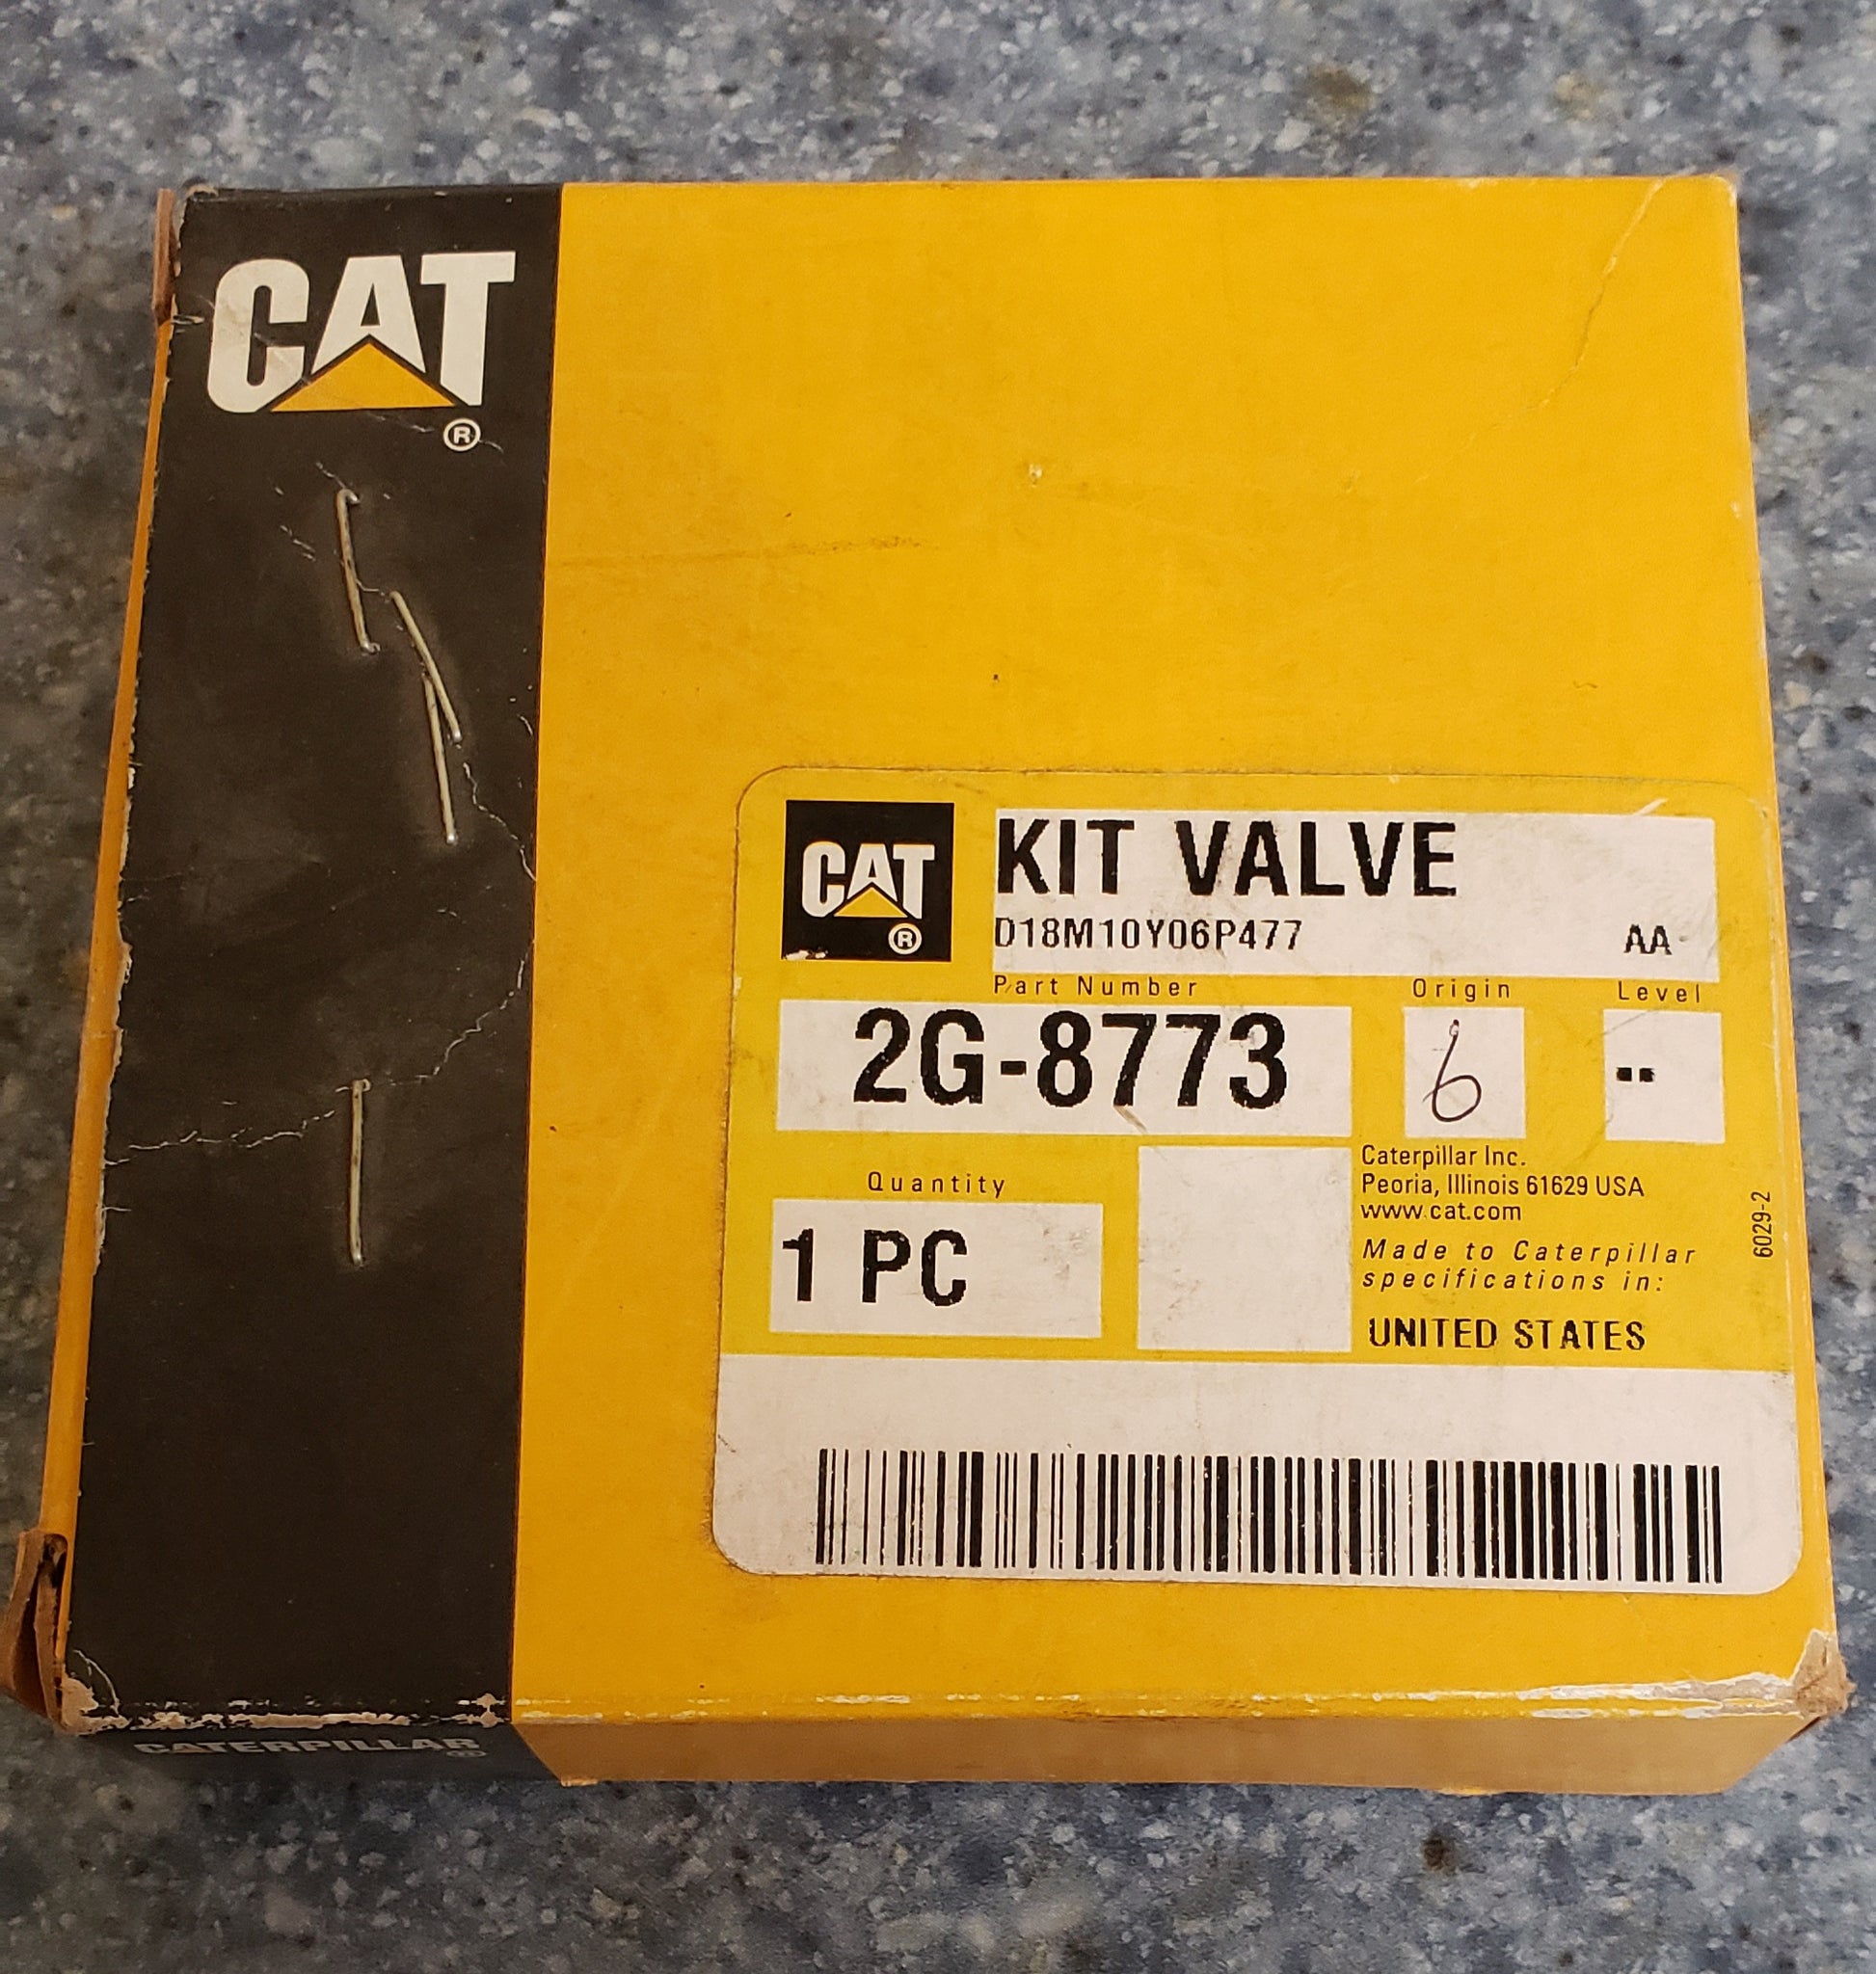 CAT
®
CAT
®
KIT VALVE
D18M10Y06P477 AA
Part Number Origin Level
2G-8773 6 --
Quantity
1 PC
Caterpillar Inc.
Peoria, Illinois 61629 USA
www.cat.com
Made to Caterpillar
specifications in:
UNITED STATES
6029-2
CATERPILLAR®